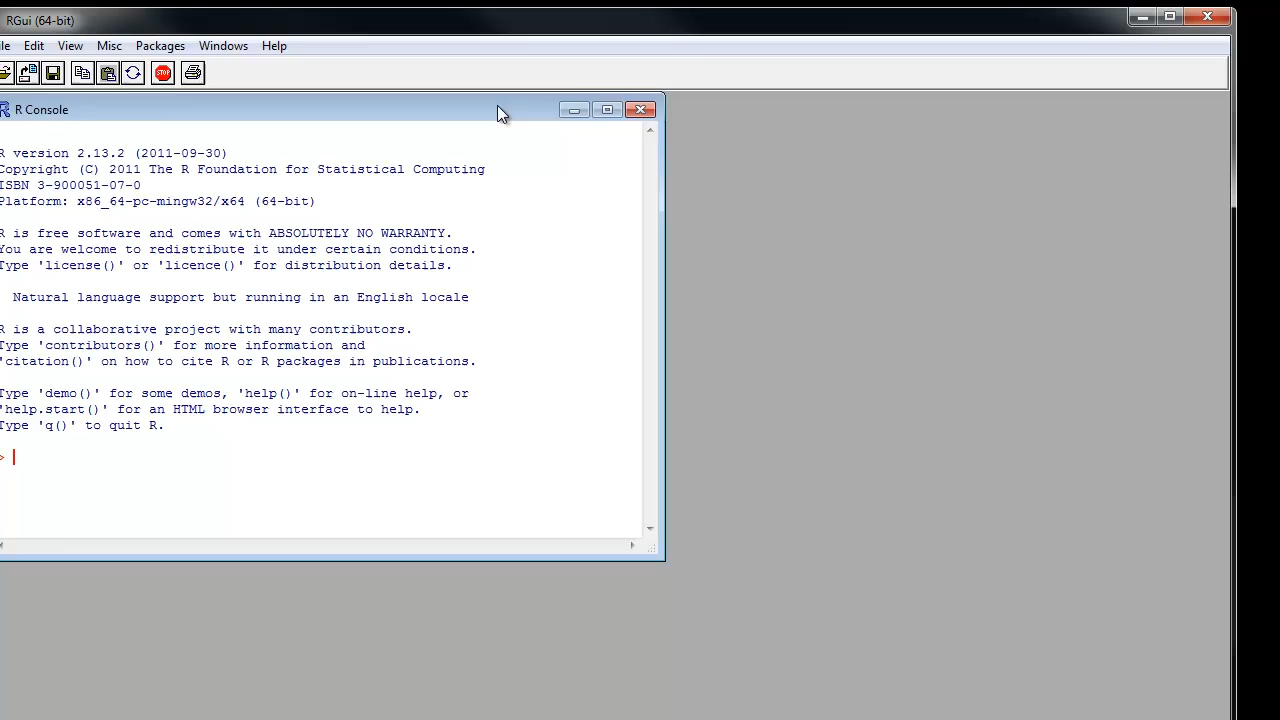 RGui (64-bit)
le Edit View Misc Packages Windows Help
STOP
R Console
R version 2.13.2 (2011-09-30)
Copyright (C) 2011 The R Foundation for Statistical Computing
ISBN 3-900051-07-0
Platform: x86_64-pc-mingw32/x64 (64-bit)
R is free software and comes with ABSOLUTELY NO WARRANTY.
You are welcome to redistribute it under certain conditions.
Type 'license()' or 'licence()' for distribution details.
Natural language support but running in an English locale
R is a collaborative project with many contributors.
Type 'contributors()' for more information and
'citation()' on how to cite R or R packages in publications.
Type 'demo()' for some demos, 'help()' for on-line help, or
'help.start()' for an HTML browser interface to help.
Type 'q()' to quit R.
>